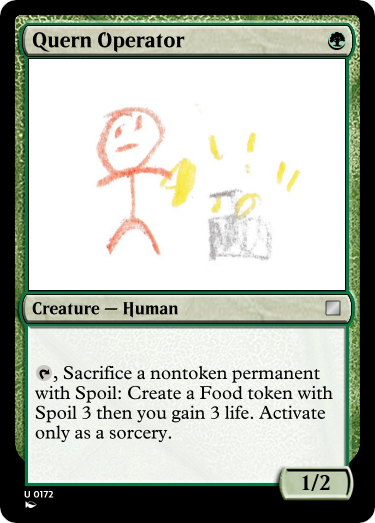 Quern Operator
Creature — Human
, Sacrifice a nontoken permanent
with Spoil: Create a Food token with
Spoil 3 then you gain 3 life. Activate
only as a sorcery.
1/2
U 0172